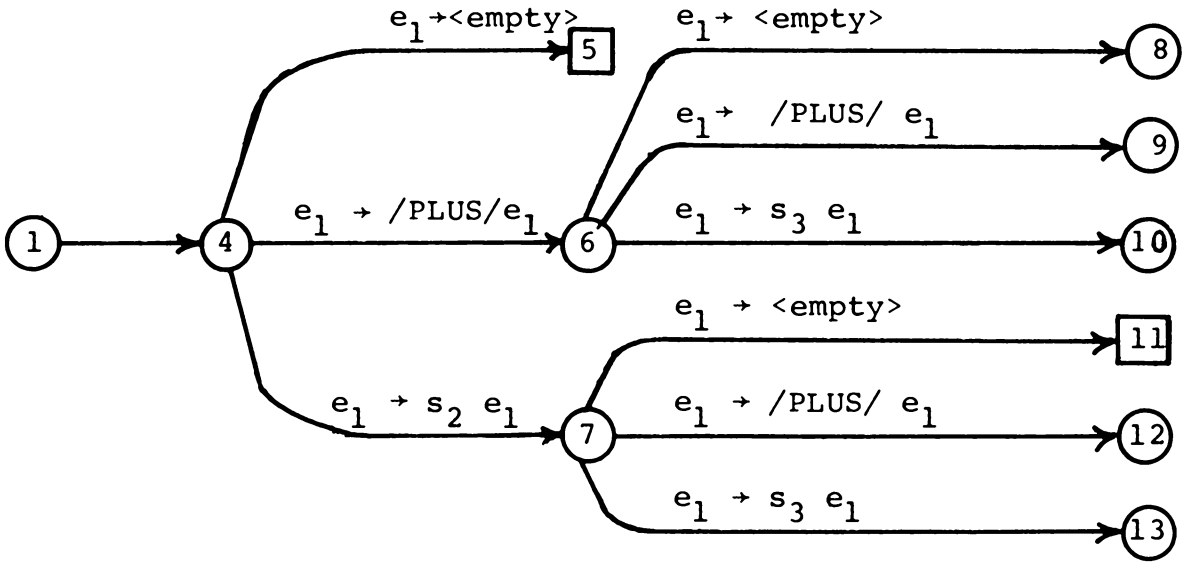 e₁→<empty>
e₁→ <empty>
5
8
e₁→ /PLUS/ e₁
9
e₁ → /PLUS/e₁
e₁ → s₃ e₁
1
4
6
10
e₁ → <empty>
11
e₁ → s₂ e₁
e₁ → /PLUS/ e₁
7
12
e₁ → s₃ e₁
13